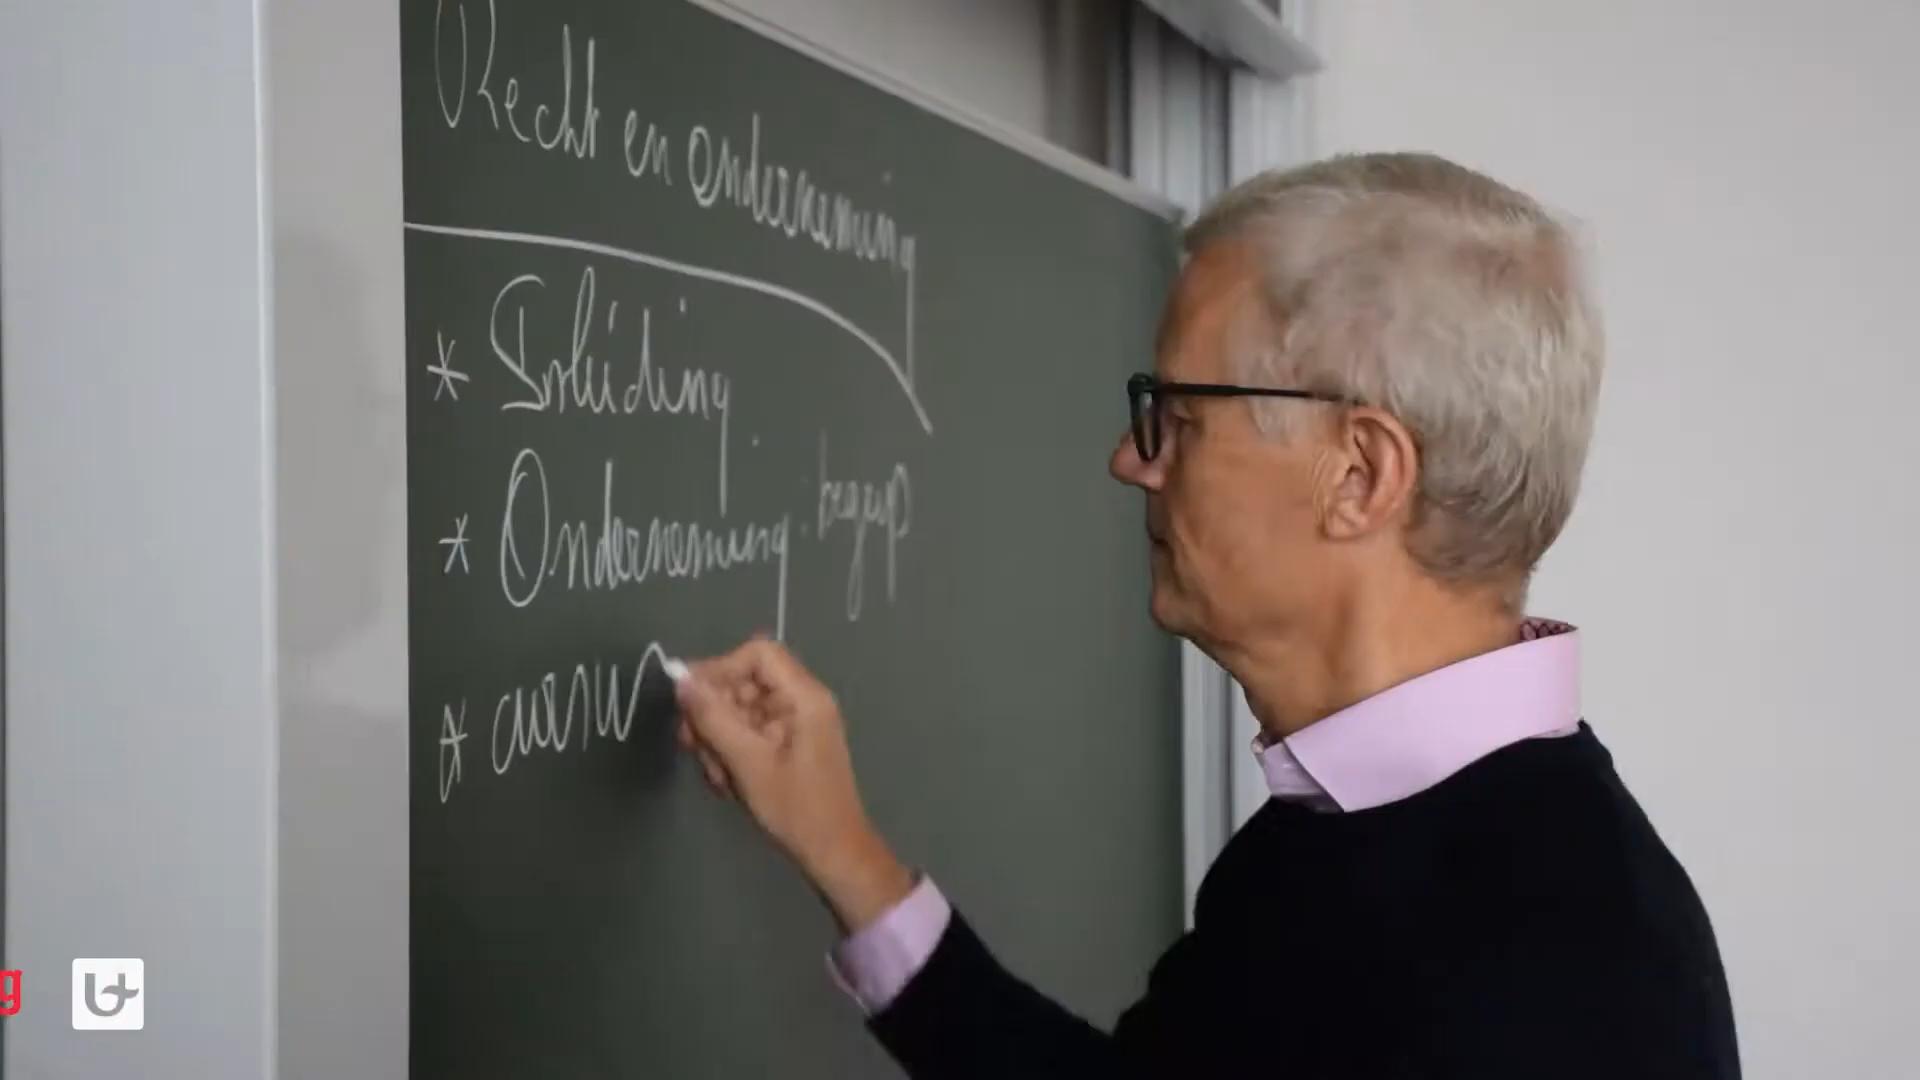 Recht en onderneming
* Inleiding
* Onderneming: begrip
*
g